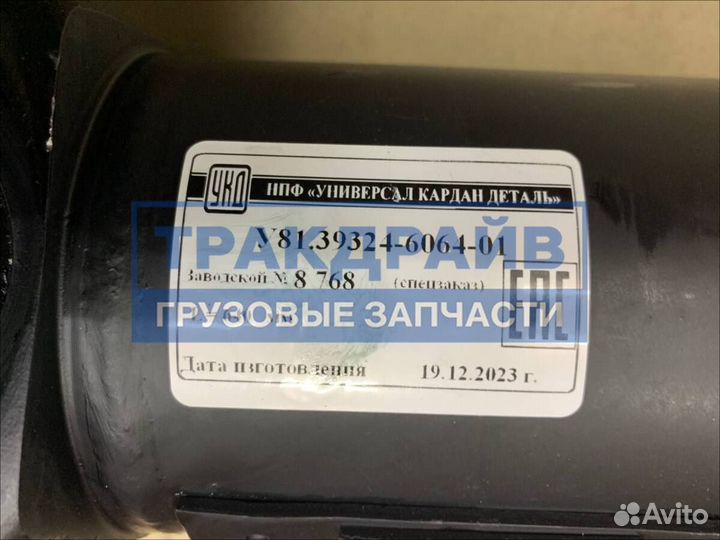 УКД
НПФ «УНИВЕРСАЛ КАРДАН ДЕТАЛЬ»
У81.39324-6064-01
ТРАКДРАЙВ
Заводской № 8 768 (спецзаказ)
ЕАС
ГРУЗОВЫЕ ЗАПЧАСТИ
Дата изготовления 19.12.2023 г.
Avito